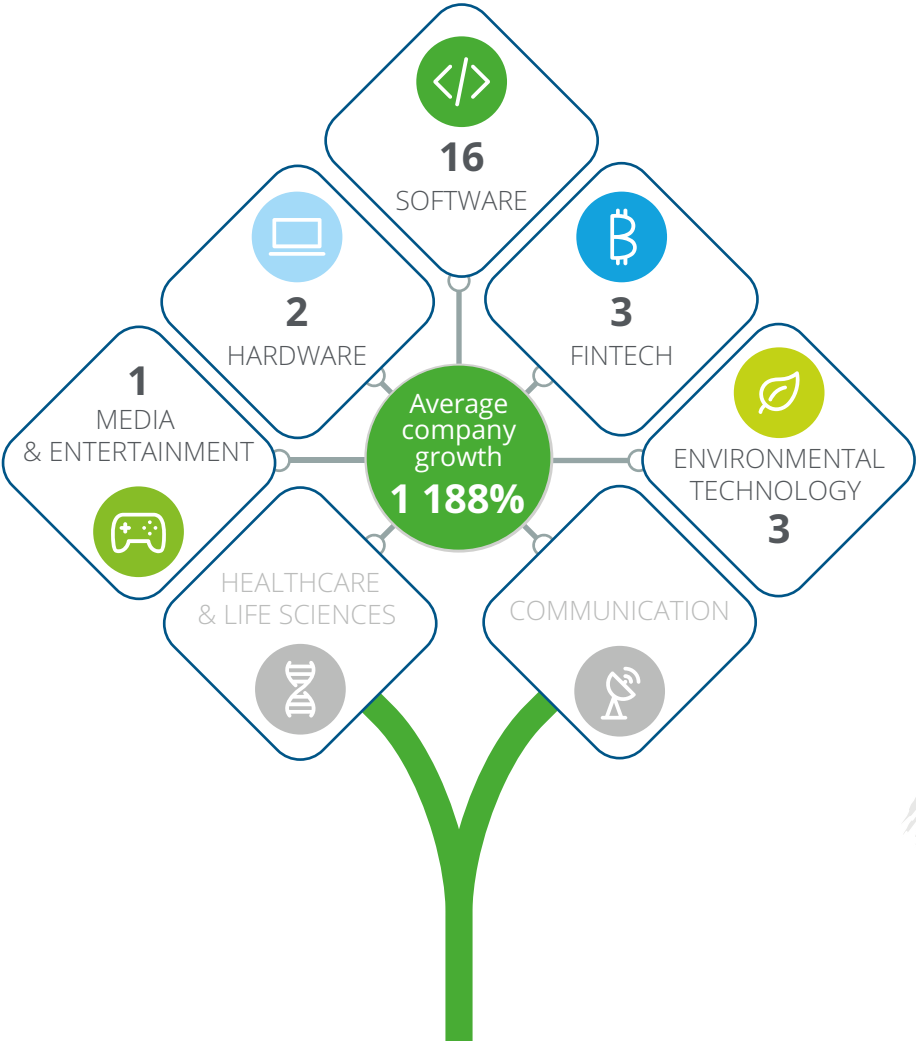 16
SOFTWARE
2
HARDWARE
3
FINTECH
1
MEDIA
& ENTERTAINMENT
Average
company
growth
1 188%
ENVIRONMENTAL
TECHNOLOGY
3
HEALTHCARE
& LIFE SCIENCES
COMMUNICATION